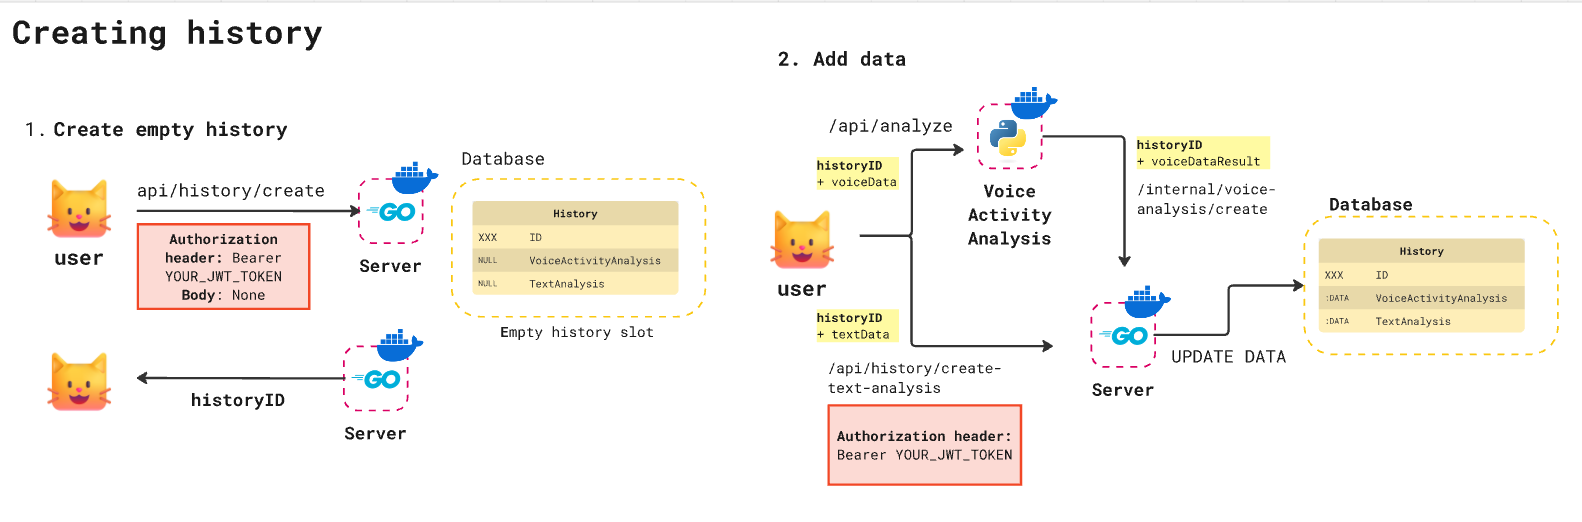 Creating history
1. Create empty history
api/history/create
user
Authorization
header: Bearer
YOUR_JWT_TOKEN
Body: None
GO
Server
Database
History
XXX ID
NULL VoiceActivityAnalysis
NULL TextAnalysis
Empty history slot
historyID
GO
Server
2. Add data
/api/analyze
historyID
+ voiceData
user
Voice
Activity
Analysis
historyID
+ voiceDataResult
/internal/voice-
analysis/create
historyID
+ textData
/api/history/create-
text-analysis
Authorization header:
Bearer YOUR_JWT_TOKEN
GO
Server
UPDATE DATA
Database
History
XXX ID
:DATA VoiceActivityAnalysis
:DATA TextAnalysis